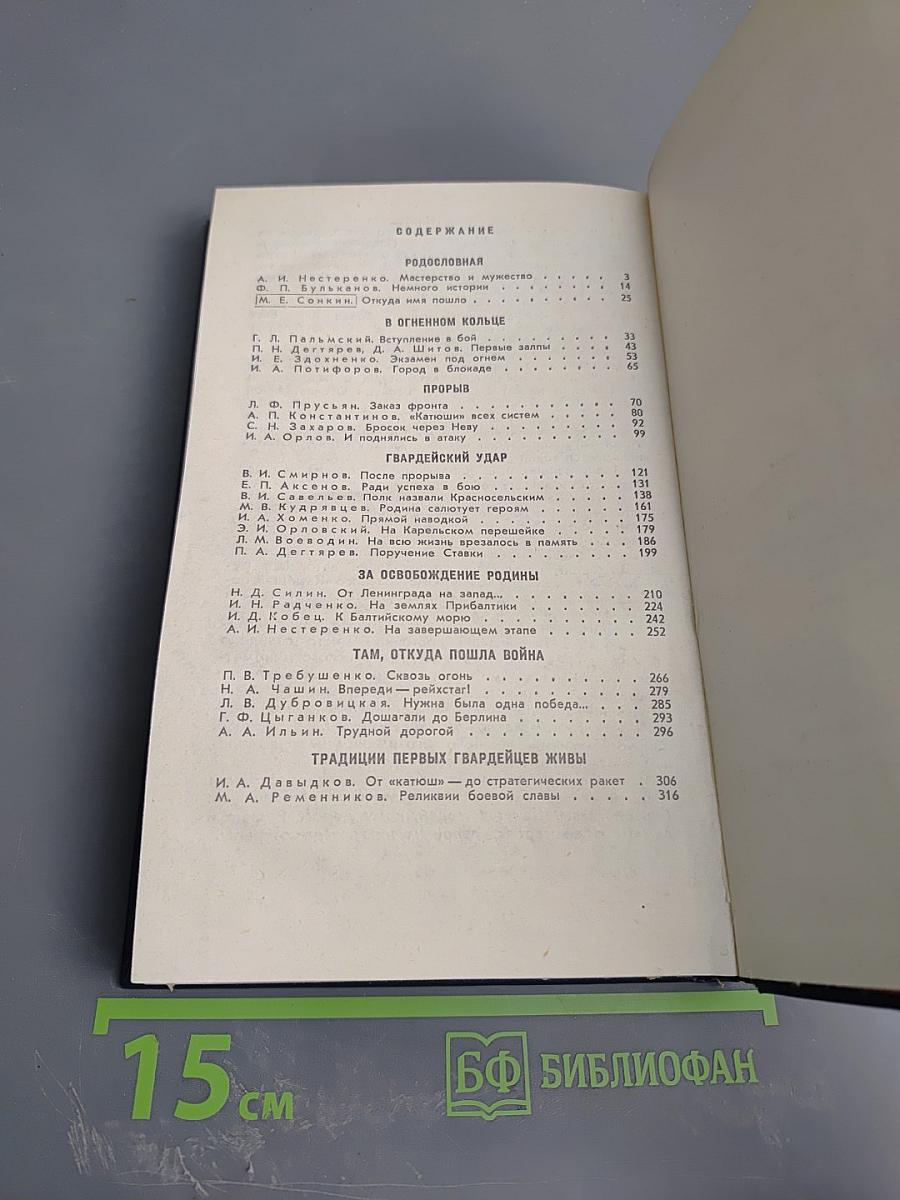 СОДЕРЖАНИЕ
РОДОСЛОВНАЯ
А. И. Нестеренко. Мастерство и мужество . . . . . 3
Ф. П. Бульканов. Немного истории . . . . . . . 14
М. Е. Сонкин. Откуда имя пошло . . . . . . . . 25
В ОГНЕННОМ КОЛЬЦЕ
Г. Л. Пальмский. Вступление в бой . . . . . . . . 33
П. Н. Дегтярев, Д. А. Шитов. Первые залпы . . . . 43
И. Е. Здохненко. Экзамен под огнем . . . . . . 53
И. А. Потифоров. Город в блокаде . . . . . . . 65
ПРОРЫВ
Л. Ф. Прусьян. Заказ фронта . . . . . . . . . . 70
А. П. Константинов. «Катюши» всех систем . . . . . 80
С. Н. Захаров. Бросок через Неву . . . . . . . . 92
И. А. Орлов. И поднялись в атаку . . . . . . . . 99
ГВАРДЕЙСКИЙ УДАР
В. И. Смирнов. После прорыва . . . . . . . . . . 121
Е. П. Аксенов. Ради успеха в бою . . . . . . . . 131
В. И. Савельев. Полк назвали Красносельским . . . . . 138
М. В. Кудрявцев. Родина салютует героям . . . . . . 161
И. А. Хоменко. Прямой наводкой . . . . . . . . . 175
Э. И. Орловский. На Карельском перешейке . . . . . 179
Л. М. Воеводин. На всю жизнь врезалось в память . . . 186
П. А. Дегтярев. Поручение Ставки . . . . . . . . . 199
ЗА ОСВОБОЖДЕНИЕ РОДИНЫ
Н. Д. Силин. От Ленинграда на запад... . . . . . . . 210
И. Н. Радченко. На землях Прибалтики . . . . . . 224
И. Д. Кобец. К Балтийскому морю . . . . . . . . 242
А. И. Нестеренко. На завершающем этапе . . . . . . 252
ТАМ, ОТКУДА ПОШЛА ВОЙНА
П. В. Требушенко. Сквозь огонь . . . . . . . . . 266
Н. А. Чашин. Впереди — рейхстаг! . . . . . . . . . . 279
Л. В. Дубровицкая. Нужна была одна победа... . . . 285
Г. Ф. Цыганков. Дошагали до Берлина . . . . . . . 293
А. А. Ильин. Трудной дорогой . . . . . . . . . . . 296
ТРАДИЦИИ ПЕРВЫХ ГВАРДЕЙЦЕВ ЖИВЫ
И. А. Давыдков. От «катюш» — до стратегических ракет . 306
М. А. Ременников. Реликвии боевой славы . . . . . 316
15 см
БФ БИБЛИОФАН